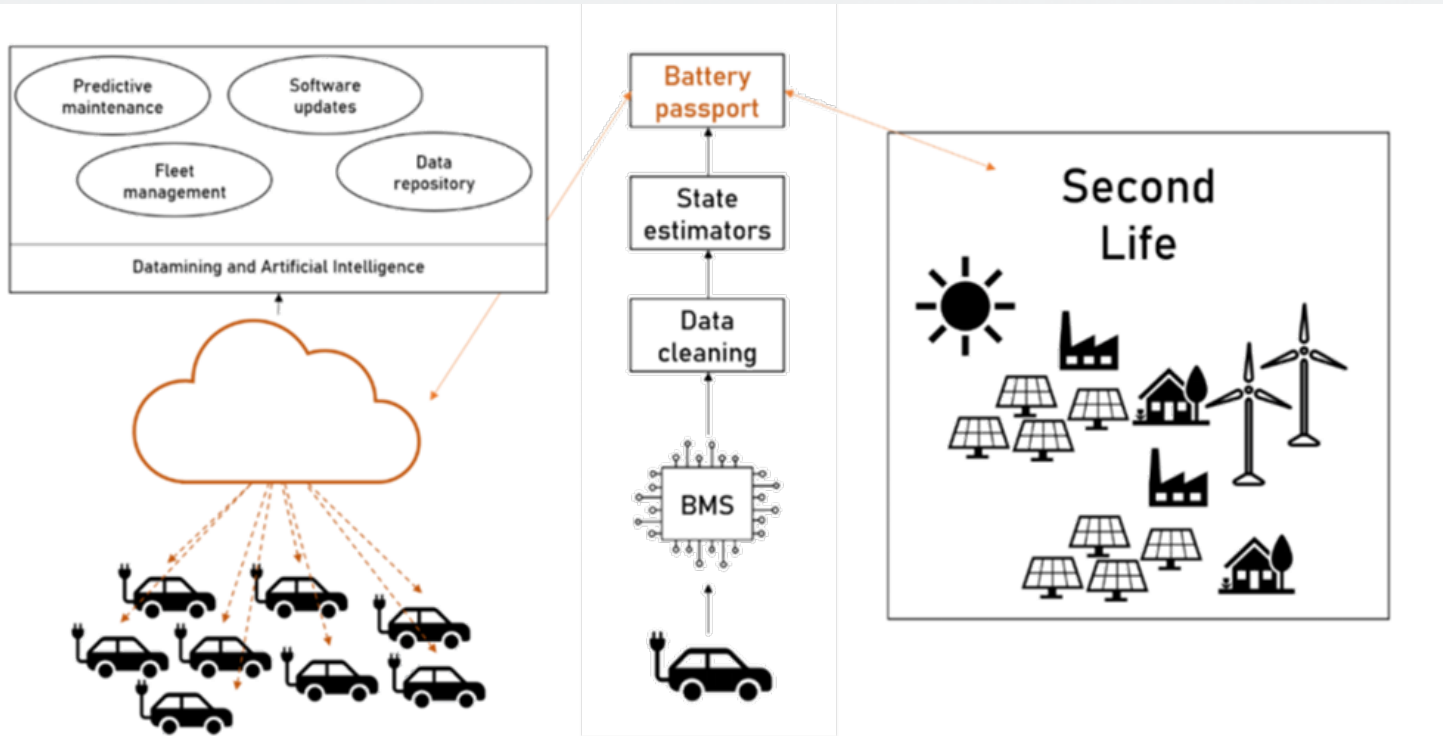 Predictive
maintenance
Software
updates
Fleet
management
Data
repository
Datamining and Artificial Intelligence
Battery
passport
State
estimators
Data
cleaning
BMS
Second
Life